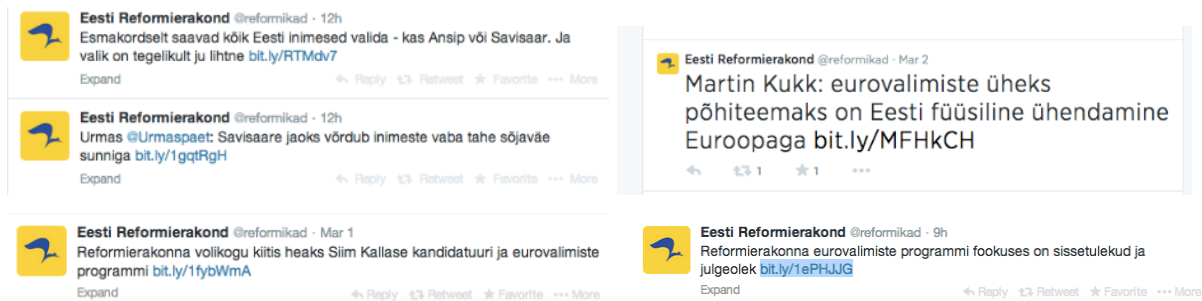 Eesti Reformierakond @reformikad · 12h
Esmakordselt saavad kõik Eesti inimesed valida - kas Ansip või Savisaar. Ja
valik on tegelikult ju lihtne bit.ly/RTMdv7
Expand Reply Retweet Favorite More
Eesti Reformierakond @reformikad · 12h
Urmas @Urmaspaet: Savisaare jaoks võrdub inimeste vaba tahe sõjaväe
sunniga bit.ly/1gqtRgH
Expand Reply Retweet Favorite More
Eesti Reformierakond @reformikad · Mar 2
Martin Kukk: eurovalimiste üheks
põhiteemaks on Eesti füüsiline ühendamine
Euroopaga bit.ly/MFHkCH
1 1
Eesti Reformierakond @reformikad · Mar 1
Reformierakonna volikogu kiitis heaks Siim Kallase kandidatuuri ja eurovalimiste
programmi bit.ly/1fybWmA
Expand Reply Retweet Favorite More
Eesti Reformierakond @reformikad · 9h
Reformierakonna eurovalimiste programmi fookuses on sissetulekud ja
julgeolek bit.ly/1ePHJJG
Expand Reply Retweet Favorite More